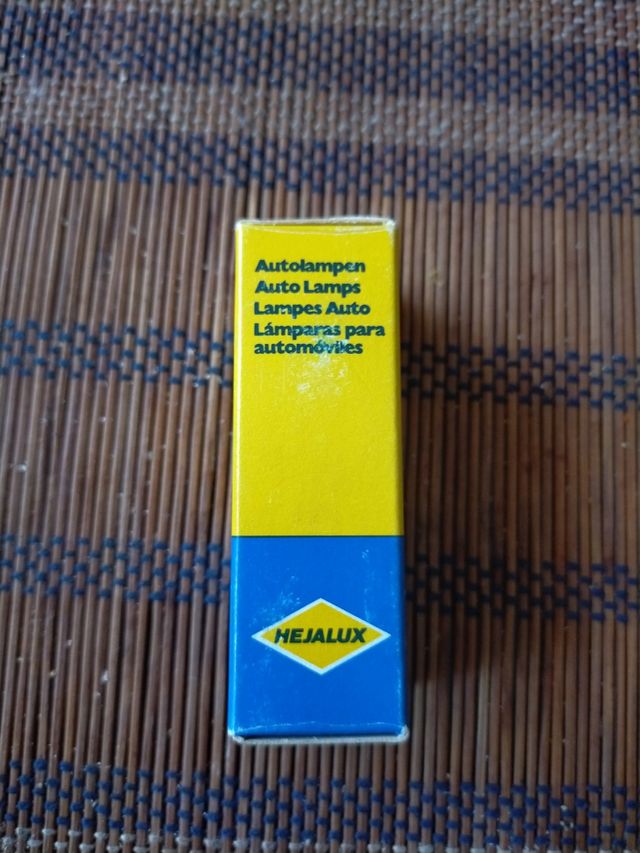 Autolampen
Auto Lamps
Lampes Auto
Lámparas para
automóviles
HEJALUX